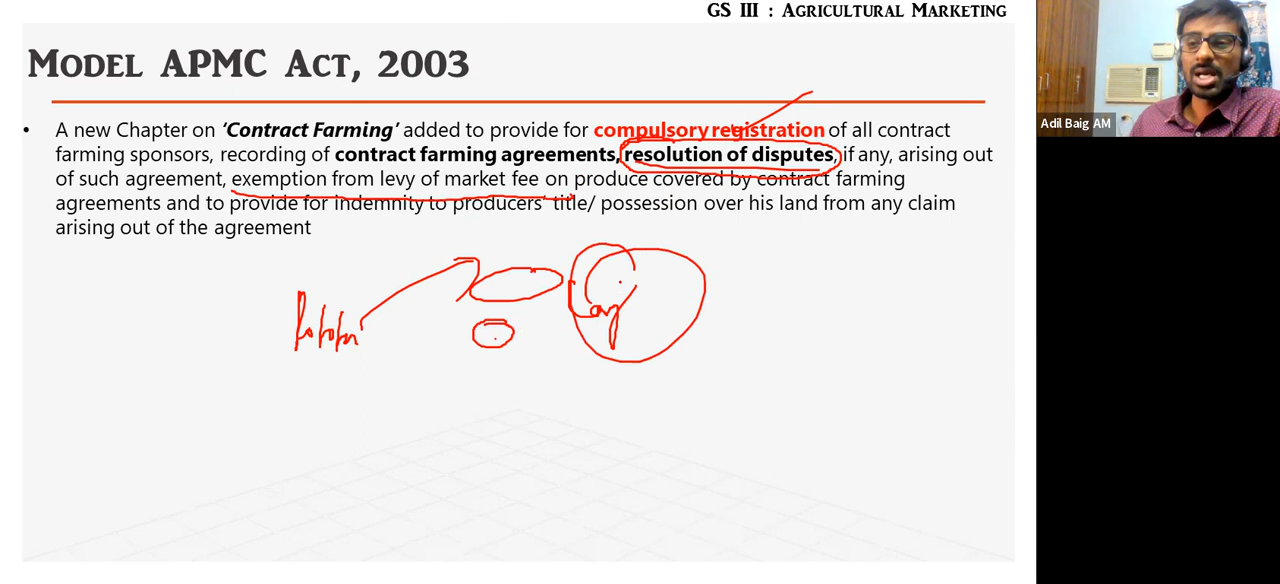 GS III : Agricultural Marketing
Model APMC Act, 2003
• A new Chapter on ‘Contract Farming’ added to provide for compulsory registration of all contract
farming sponsors, recording of contract farming agreements, resolution of disputes, if any, arising out
of such agreement, exemption from levy of market fee on produce covered by contract farming
agreements and to provide for indemnity to producers’ title/ possession over his land from any claim
arising out of the agreement
Adil Baig AM